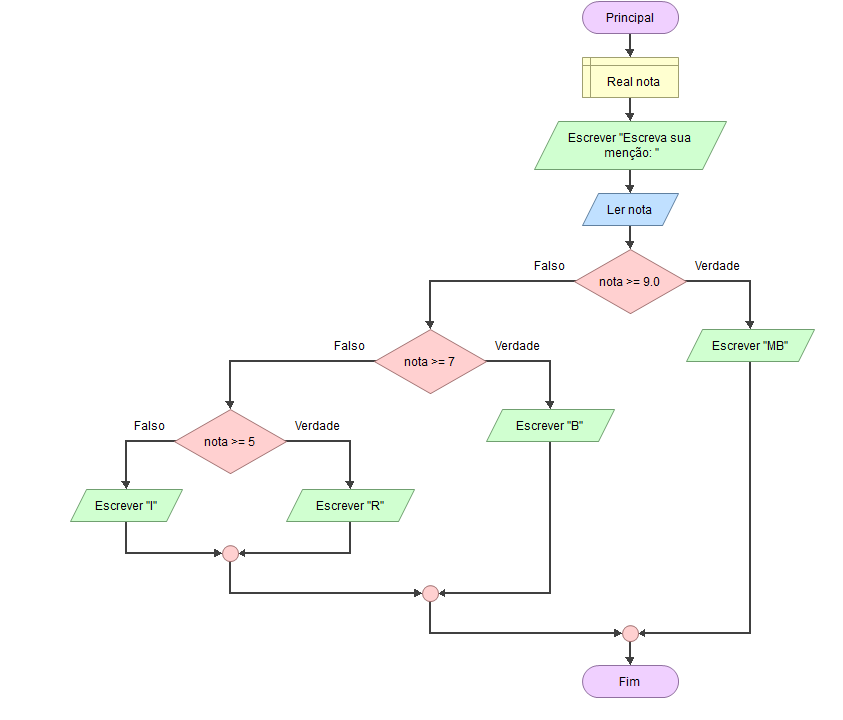 Principal
Real nota
Escrever "Escreva sua
menção: "
Ler nota
Falso
Verdade
nota >= 9.0
Falso
Verdade
Escrever "MB"
nota >= 7
Falso
Verdade
Escrever "B"
nota >= 5
Escrever "I"
Escrever "R"
Fim